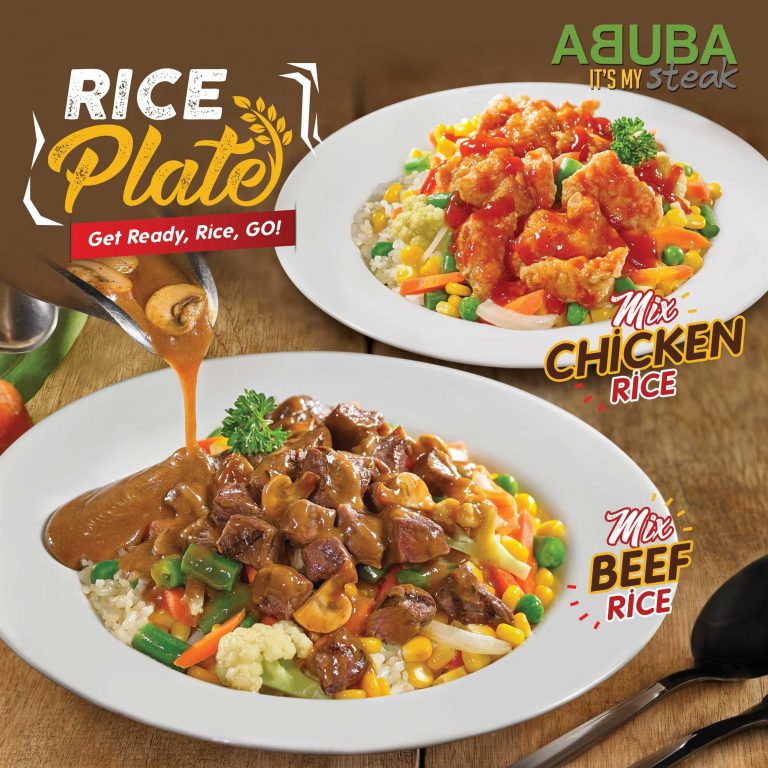 RICE
Plate
Get Ready, Rice, GO!
ABUBA
IT'S MY steak
Mix
CHICKEN
RICE
Mix
BEEF
RICE